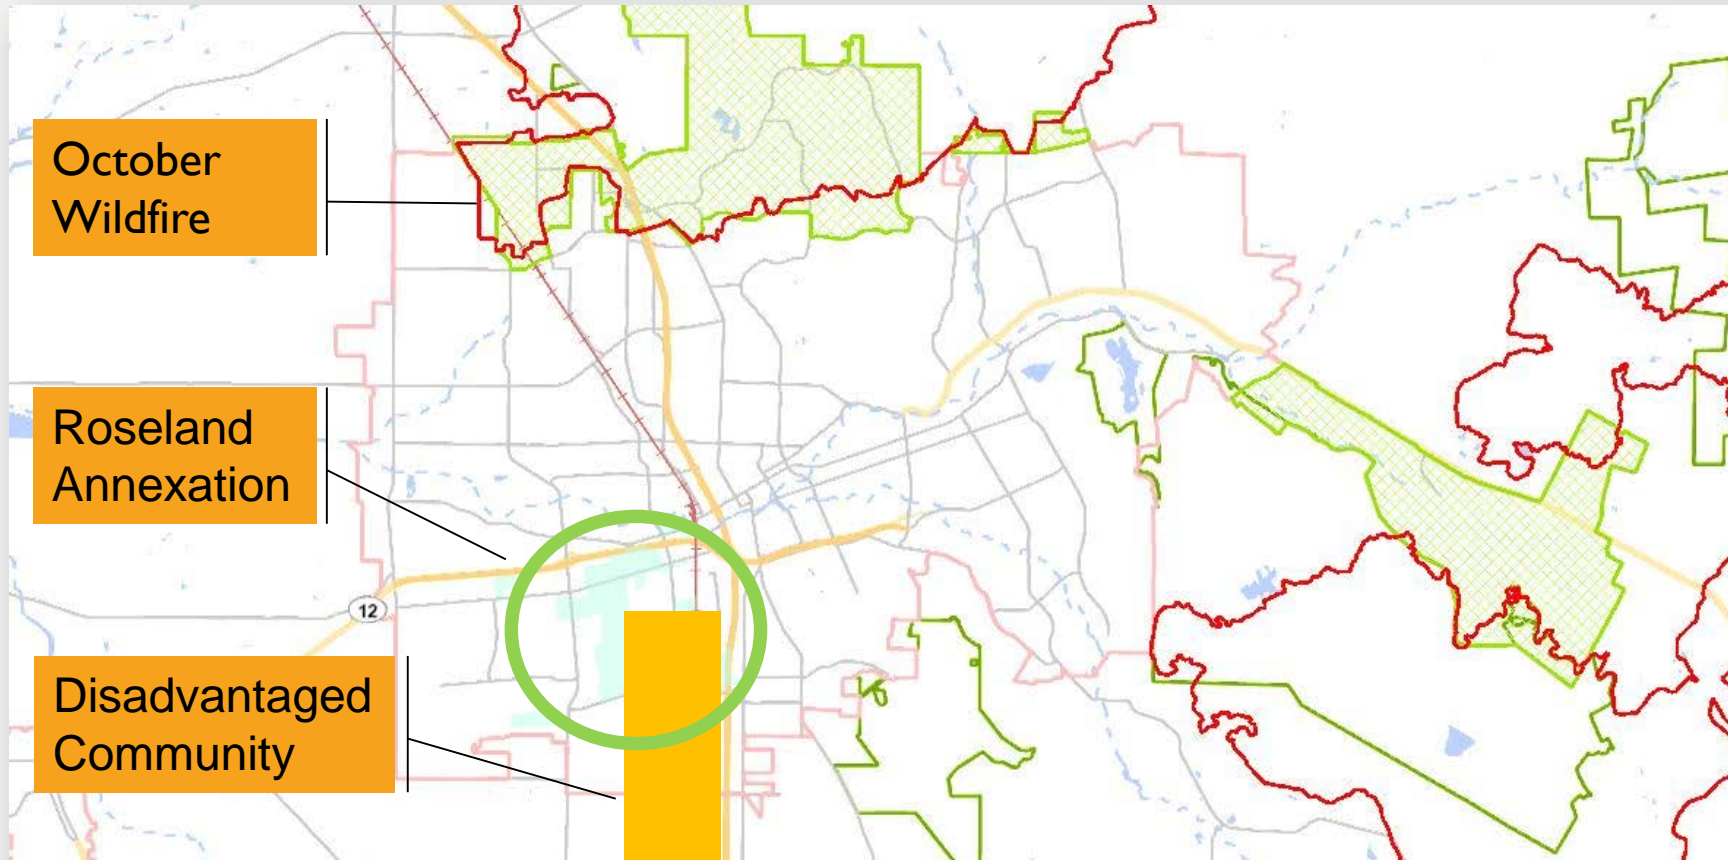 October
Wildfire
Roseland
Annexation
12
Disadvantaged
Community